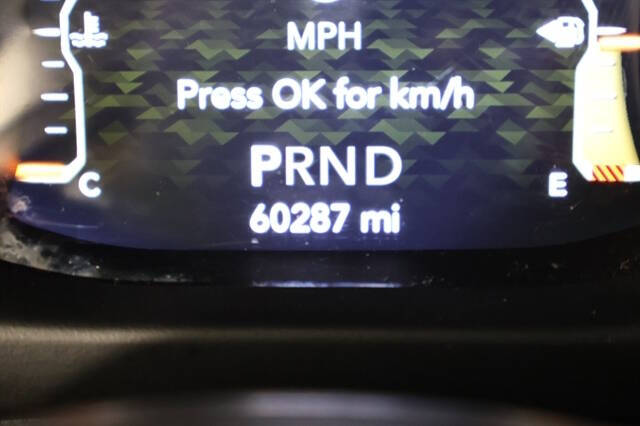 MPH
Press OK for km/h
PRND
C
E
60287 mi